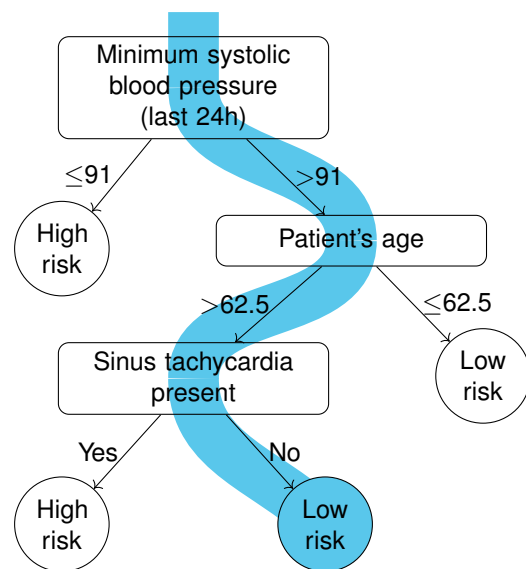 Minimum systolic
blood pressure
(last 24h)
≤91
>91
High
risk
Patient's age
>62.5
≤62.5
Sinus tachycardia
present
Low
risk
Yes
No
High
risk
Low
risk